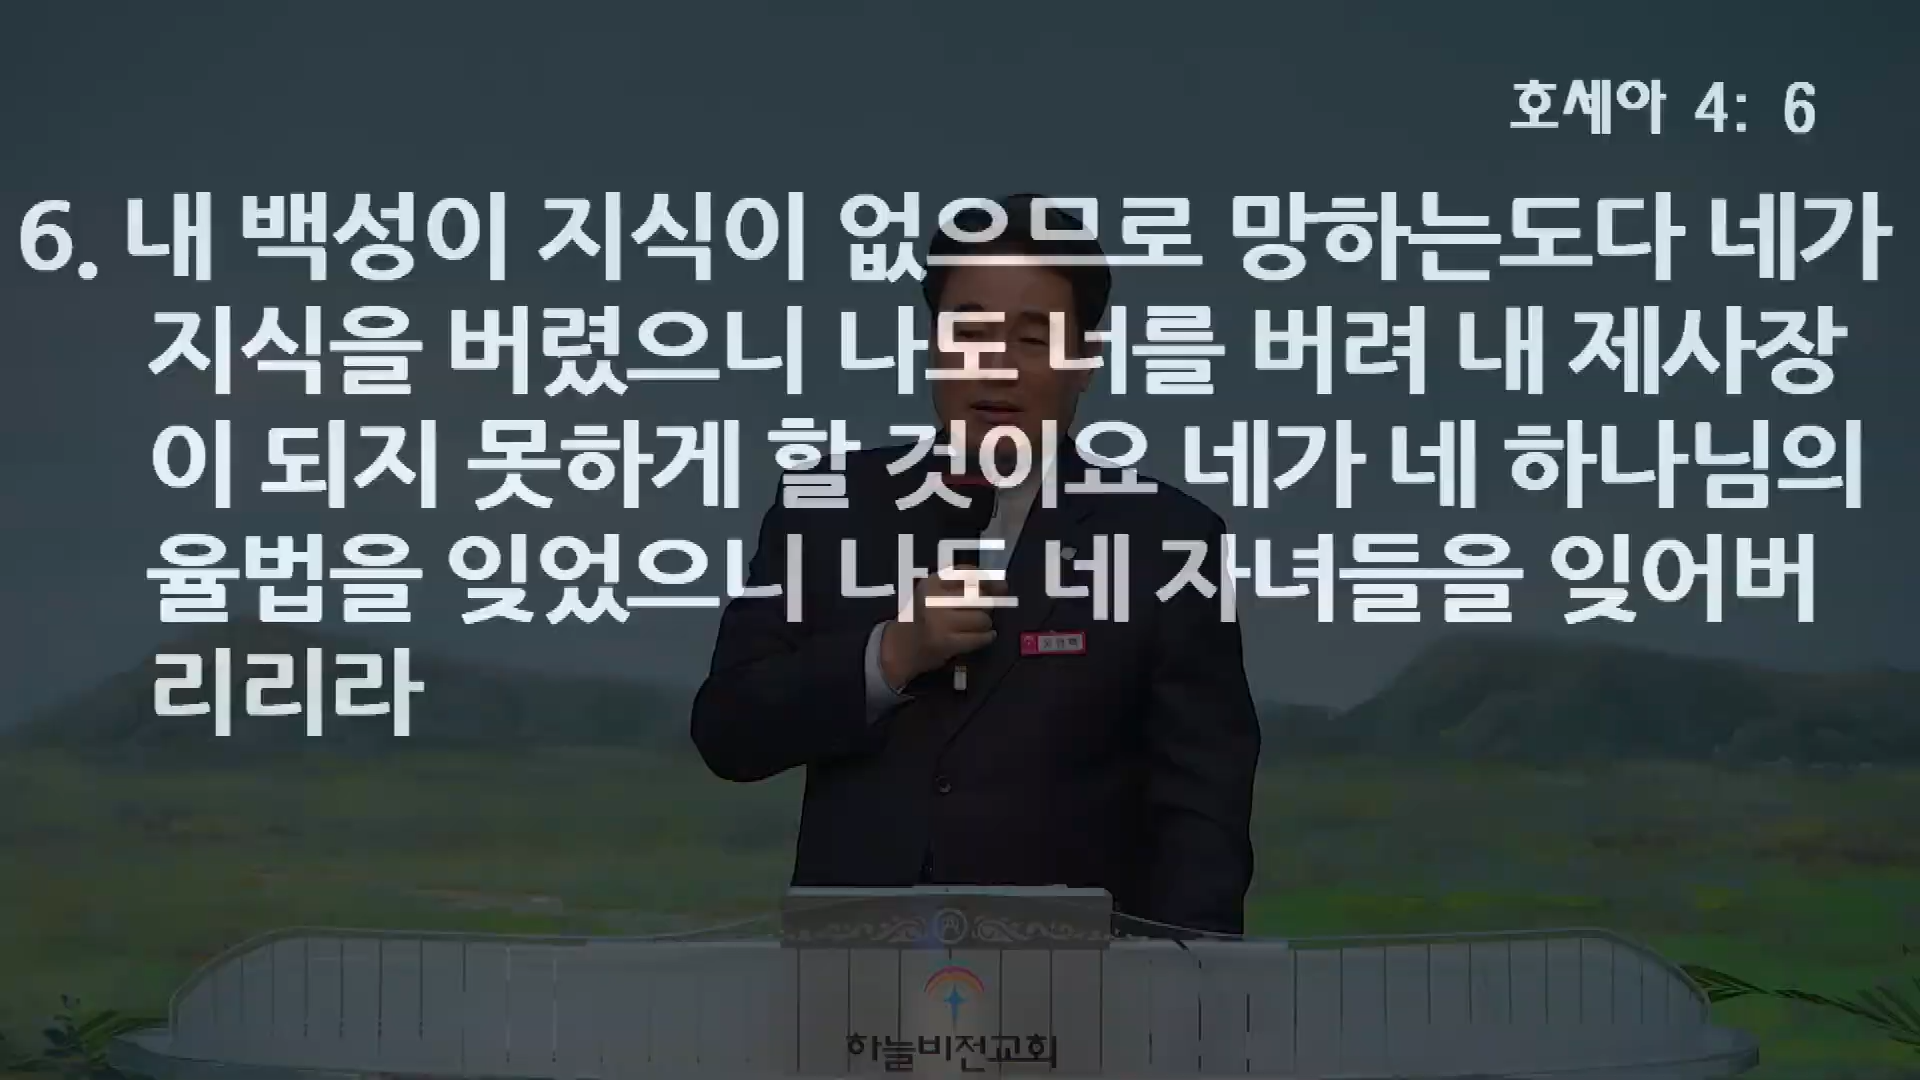 호세아 4: 6
6. 내 백성이 지식이 없으므로 망하는도다 네가
지식을 버렸으니 나도 너를 버려 내 제사장
이 되지 못하게 할 것이요 네가 네 하나님의
율법을 잊었으니 나도 네 자녀들을 잊어버
리리라
하늘비전교회